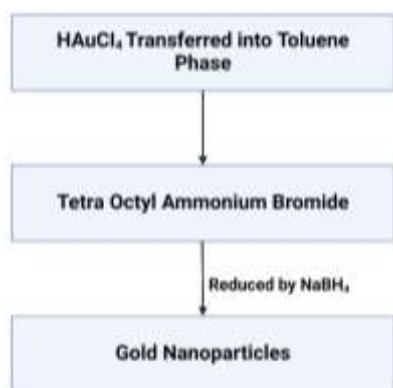 HAuCl₄ Transferred into Toluene
Phase
Tetra Octyl Ammonium Bromide
Reduced by NaBH₄
Gold Nanoparticles